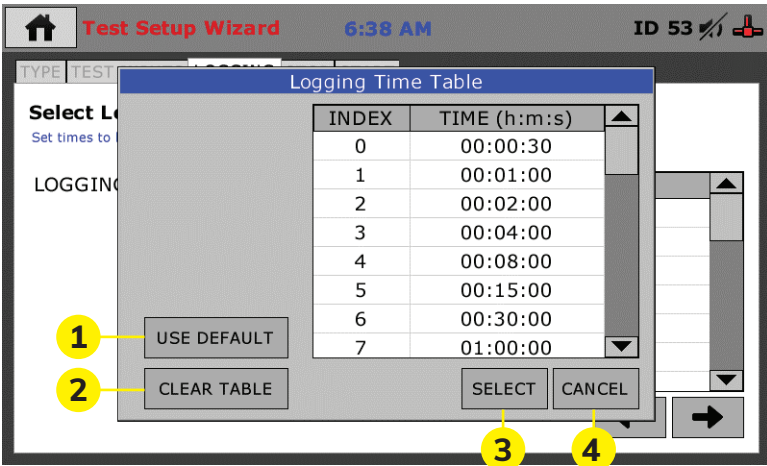 Test Setup Wizard 6:38 AM ID 53
TYPE TEST
Logging Time Table
Select Lo
Set times to
LOGGING
INDEX TIME (h:m:s)
0 00:00:30
1 00:01:00
2 00:02:00
3 00:04:00
4 00:08:00
5 00:15:00
6 00:30:00
7 01:00:00
1 USE DEFAULT
2 CLEAR TABLE
SELECT CANCEL
3 4